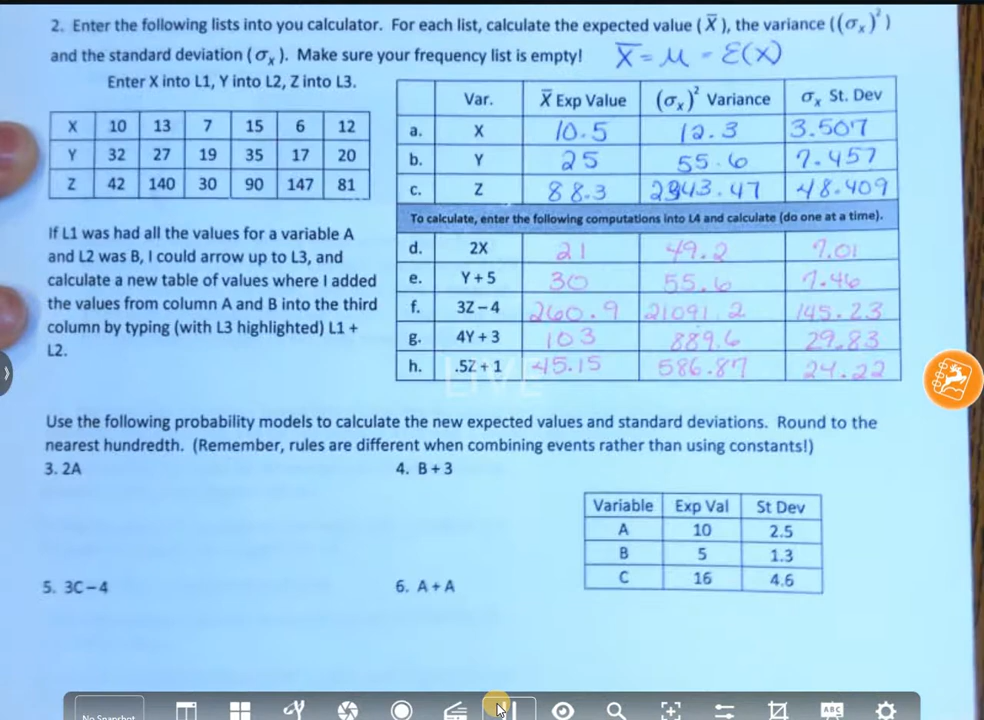 2. Enter the following lists into you calculator. For each list, calculate the expected value (X̅), the variance ((σx)²)
and the standard deviation (σx). Make sure your frequency list is empty! X̅ = μ = E(X)
Enter X into L1, Y into L2, Z into L3.
X 10 13 7 15 6 12
Y 32 27 19 35 17 20
Z 42 140 30 90 147 81
Var. X̅ Exp Value (σx)² Variance σx St. Dev
a. X 10.5 12.3 3.507
b. Y 25 55.6 7.457
c. Z 88.3 2343.47 48.409
To calculate, enter the following computations into L4 and calculate (do one at a time).
d. 2X 21 49.2 7.01
e. Y + 5 30 55.6 7.46
f. 3Z – 4 260.9 21091.2 145.23
g. 4Y + 3 103 889.6 29.83
h. .5Z + 1 45.15 586.87 24.22
If L1 was had all the values for a variable A
and L2 was B, I could arrow up to L3, and
calculate a new table of values where I added
the values from column A and B into the third
column by typing (with L3 highlighted) L1 +
L2.
LIVE
Use the following probability models to calculate the new expected values and standard deviations. Round to the
nearest hundredth. (Remember, rules are different when combining events rather than using constants!)
3. 2A 4. B + 3
Variable Exp Val St Dev
A 10 2.5
B 5 1.3
C 16 4.6
5. 3C – 4 6. A + A
No Snapshot
ABC